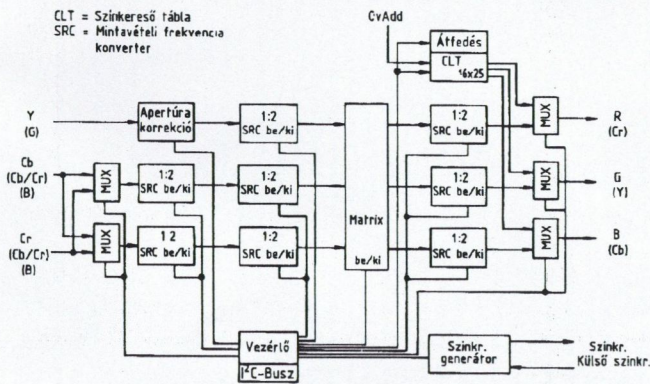 CLT = Színkereső tábla
SRC = Mintavételi frekvencia
konverter
CvAdd
Átfedés
CLT
16x25
Y
(G)
Apertúra
korrekció
1:2
SRC be/ki
1:2
SRC be/ki
MUX
R
(Cr)
Cb
(Cb/Cr)
(B)
MUX
1:2
SRC be/ki
1:2
SRC be/ki
Matrix
be/ki
1:2
SRC be/ki
MUX
G
(Y)
Cr
(Cb/Cr)
(B)
MUX
1 2
SRC be/ki
1:2
SRC be/ki
1:2
SRC be/ki
MUX
B
(Cb)
Vezérlő
I²C-Busz
Szinkr.
generátor
Szinkr.
Külső szinkr.